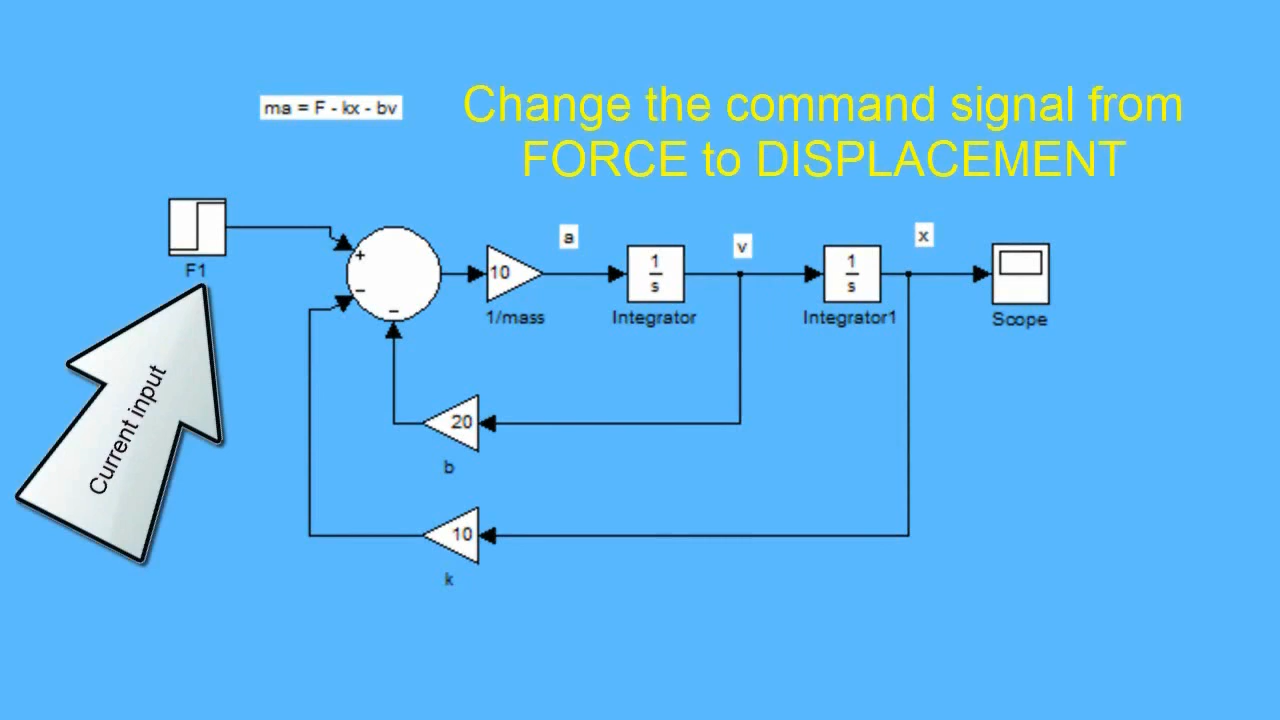 Change the command signal from
FORCE to DISPLACEMENT
ma = F - kx - bv
F1
+
−
−
10
1/mass
a
1
s
Integrator
v
1
s
Integrator1
x
Scope
Current input
20
b
10
k